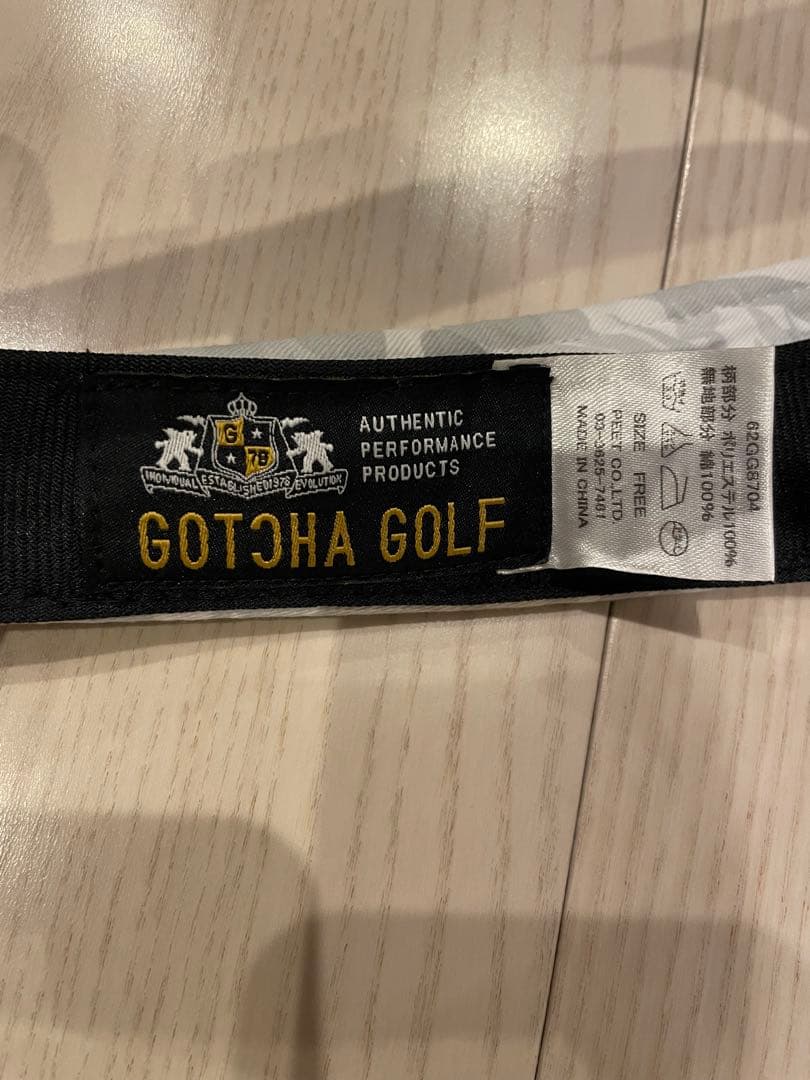 G
78
INDIVIDUAL ESTABLISHED1978 EVOLUTION
AUTHENTIC
PERFORMANCE
PRODUCTS
GOTCHA GOLF
62GG8704
柄部分 ポリエステル100%
無地部分 綿100%
SIZE FREE
PEET CO.,LTD.
03-3625-7461
MADE IN CHINA